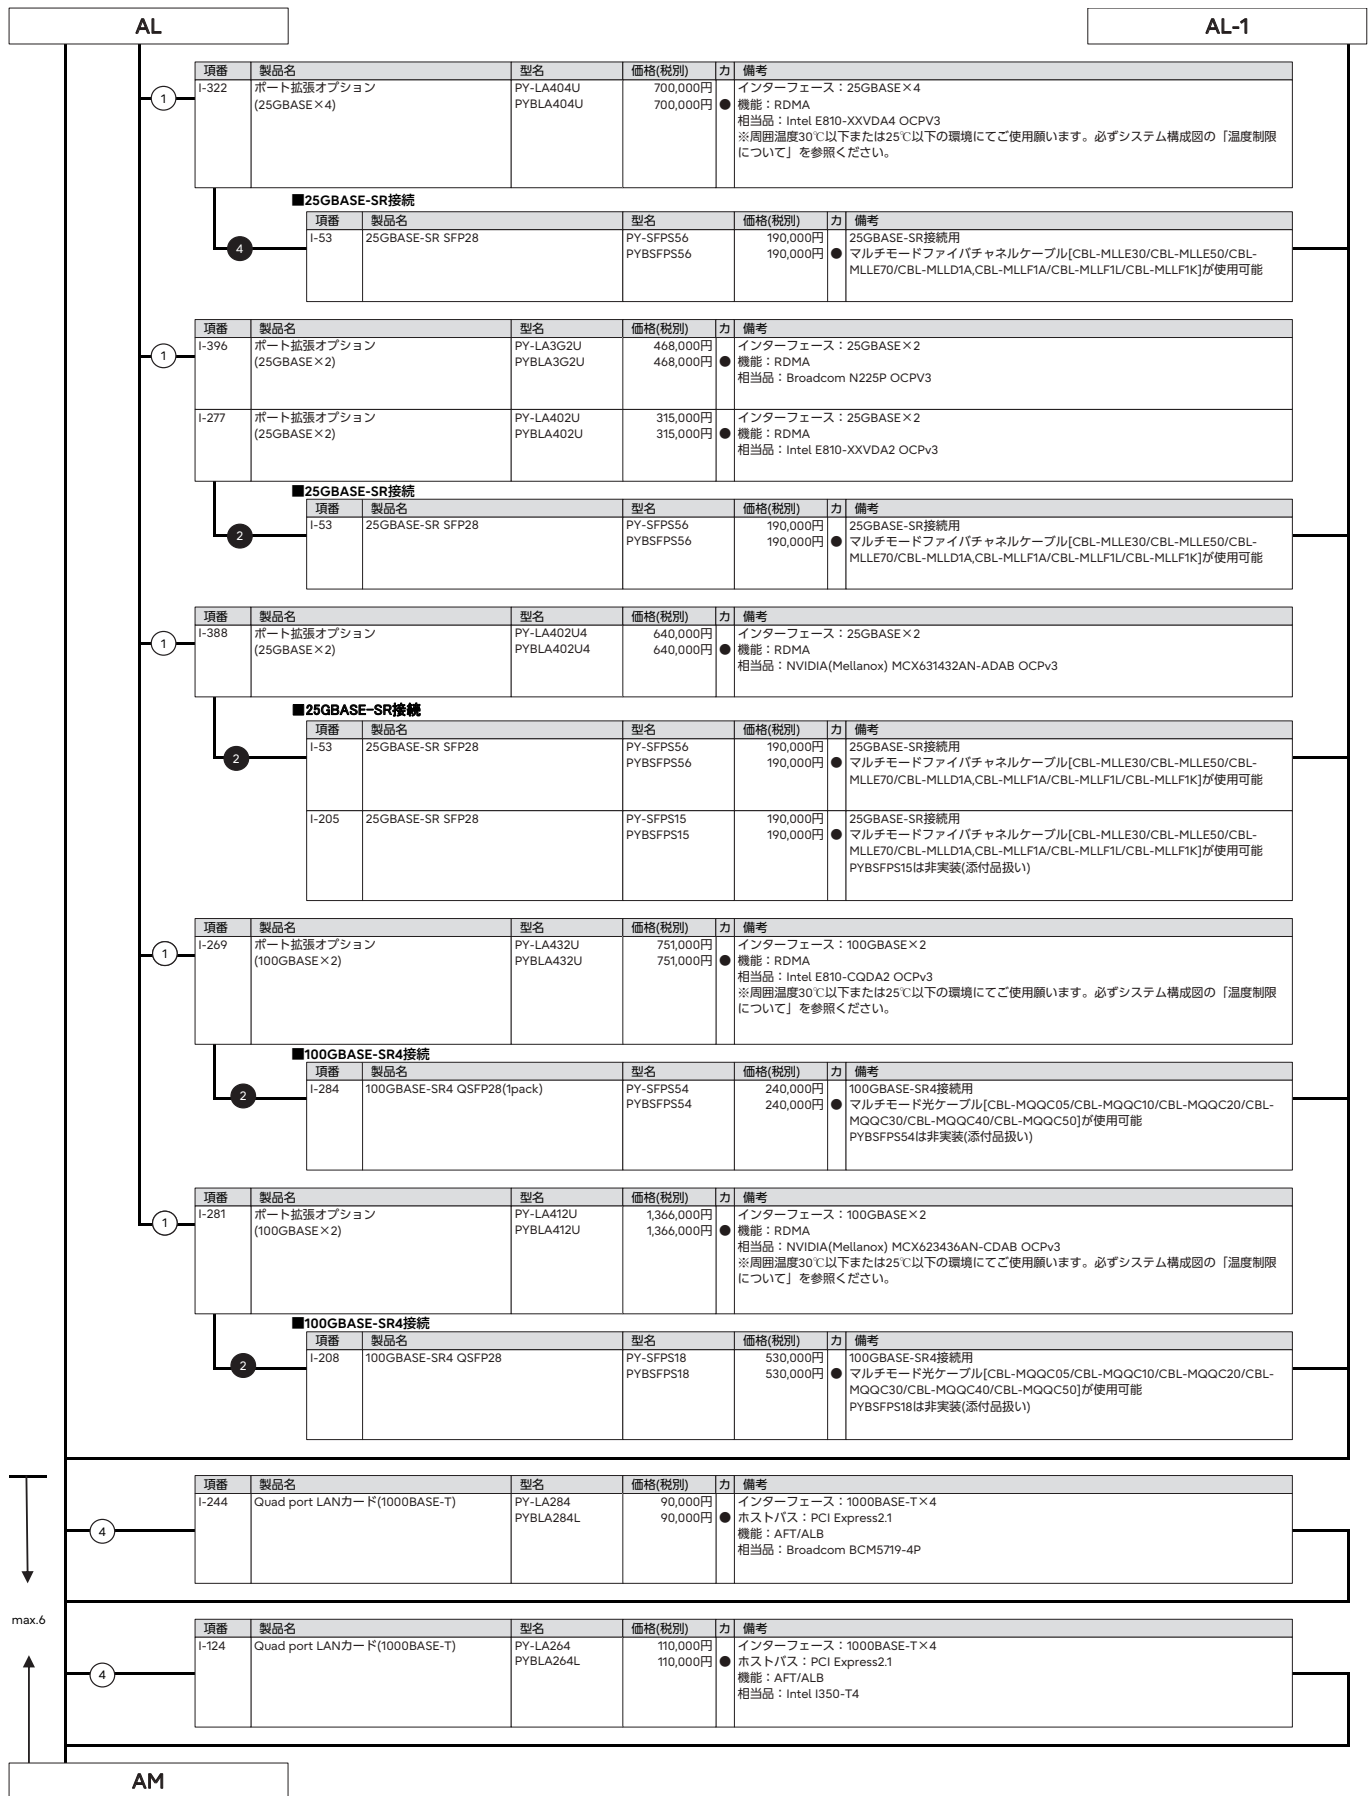 AL
AL-1
項番 製品名 型名 価格(税別) カ 備考
1
I-322 ポート拡張オプション PY-LA404U 700,000円 インターフェース：25GBASE×4
(25GBASE×4) PYBLA404U 700,000円 ● 機能：RDMA
相当品：Intel E810-XXVDA4 OCPV3
※周囲温度30℃以下または25℃以下の環境にてご使用願います。必ずシステム構成図の「温度制限
について」を参照ください。
■25GBASE-SR接続
項番 製品名 型名 価格(税別) カ 備考
4
I-53 25GBASE-SR SFP28 PY-SFPS56 190,000円 25GBASE-SR接続用
PYBSFPS56 190,000円 ● マルチモードファイバチャネルケーブル[CBL-MLLE30/CBL-MLLE50/CBL-
MLLE70/CBL-MLLD1A,CBL-MLLF1A/CBL-MLLF1L/CBL-MLLF1K]が使用可能
項番 製品名 型名 価格(税別) カ 備考
1
I-396 ポート拡張オプション PY-LA3G2U 468,000円 インターフェース：25GBASE×2
(25GBASE×2) PYBLA3G2U 468,000円 ● 機能：RDMA
相当品：Broadcom N225P OCPV3
I-277 ポート拡張オプション PY-LA402U 315,000円 インターフェース：25GBASE×2
(25GBASE×2) PYBLA402U 315,000円 ● 機能：RDMA
相当品：Intel E810-XXVDA2 OCPv3
■25GBASE-SR接続
項番 製品名 型名 価格(税別) カ 備考
2
I-53 25GBASE-SR SFP28 PY-SFPS56 190,000円 25GBASE-SR接続用
PYBSFPS56 190,000円 ● マルチモードファイバチャネルケーブル[CBL-MLLE30/CBL-MLLE50/CBL-
MLLE70/CBL-MLLD1A,CBL-MLLF1A/CBL-MLLF1L/CBL-MLLF1K]が使用可能
項番 製品名 型名 価格(税別) カ 備考
1
I-388 ポート拡張オプション PY-LA402U4 640,000円 インターフェース：25GBASE×2
(25GBASE×2) PYBLA402U4 640,000円 ● 機能：RDMA
相当品：NVIDIA(Mellanox) MCX631432AN-ADAB OCPv3
■25GBASE-SR接続
項番 製品名 型名 価格(税別) カ 備考
2
I-53 25GBASE-SR SFP28 PY-SFPS56 190,000円 25GBASE-SR接続用
PYBSFPS56 190,000円 ● マルチモードファイバチャネルケーブル[CBL-MLLE30/CBL-MLLE50/CBL-
MLLE70/CBL-MLLD1A,CBL-MLLF1A/CBL-MLLF1L/CBL-MLLF1K]が使用可能
I-205 25GBASE-SR SFP28 PY-SFPS15 190,000円 25GBASE-SR接続用
PYBSFPS15 190,000円 ● マルチモードファイバチャネルケーブル[CBL-MLLE30/CBL-MLLE50/CBL-
MLLE70/CBL-MLLD1A,CBL-MLLF1A/CBL-MLLF1L/CBL-MLLF1K]が使用可能
PYBSFPS15は非実装(添付品扱い)
項番 製品名 型名 価格(税別) カ 備考
1
I-269 ポート拡張オプション PY-LA432U 751,000円 インターフェース：100GBASE×2
(100GBASE×2) PYBLA432U 751,000円 ● 機能：RDMA
相当品：Intel E810-CQDA2 OCPv3
※周囲温度30℃以下または25℃以下の環境にてご使用願います。必ずシステム構成図の「温度制限
について」を参照ください。
■100GBASE-SR4接続
項番 製品名 型名 価格(税別) カ 備考
2
I-284 100GBASE-SR4 QSFP28(1pack) PY-SFPS54 240,000円 100GBASE-SR4接続用
PYBSFPS54 240,000円 ● マルチモード光ケーブル[CBL-MQQC05/CBL-MQQC10/CBL-MQQC20/CBL-
MQQC30/CBL-MQQC40/CBL-MQQC50]が使用可能
PYBSFPS54は非実装(添付品扱い)
項番 製品名 型名 価格(税別) カ 備考
1
I-281 ポート拡張オプション PY-LA412U 1,366,000円 インターフェース：100GBASE×2
(100GBASE×2) PYBLA412U 1,366,000円 ● 機能：RDMA
相当品：NVIDIA(Mellanox) MCX623436AN-CDAB OCPv3
※周囲温度30℃以下または25℃以下の環境にてご使用願います。必ずシステム構成図の「温度制限
について」を参照ください。
■100GBASE-SR4接続
項番 製品名 型名 価格(税別) カ 備考
2
I-208 100GBASE-SR4 QSFP28 PY-SFPS18 530,000円 100GBASE-SR4接続用
PYBSFPS18 530,000円 ● マルチモード光ケーブル[CBL-MQQC05/CBL-MQQC10/CBL-MQQC20/CBL-
MQQC30/CBL-MQQC40/CBL-MQQC50]が使用可能
PYBSFPS18は非実装(添付品扱い)
項番 製品名 型名 価格(税別) カ 備考
I-244 Quad port LANカード(1000BASE-T) PY-LA284 90,000円 インターフェース：1000BASE-T×4
PYBLA284L 90,000円 ● ホストバス：PCI Express2.1
4
機能：AFT/ALB
相当品：Broadcom BCM5719-4P
max.6
項番 製品名 型名 価格(税別) カ 備考
I-124 Quad port LANカード(1000BASE-T) PY-LA264 110,000円 インターフェース：1000BASE-T×4
PYBLA264L 110,000円 ● ホストバス：PCI Express2.1
4
機能：AFT/ALB
相当品：Intel I350-T4
AM